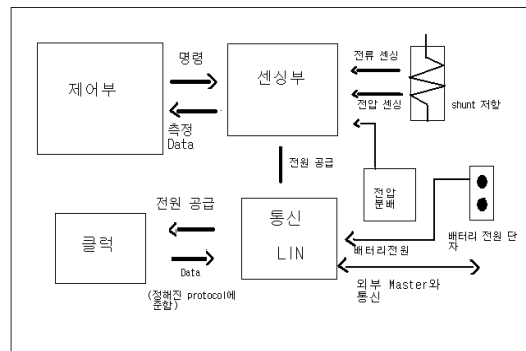 명령
전류 센싱
제어부
센싱부
전압 센싱
shunt 저항
측정
Data
전원 공급
전압
분배
전원 공급
통신
LIN
클럭
배터리 전원 단
자
배터리전원
Data
(정해진 protocol에
준함)
외부 Master와
통신